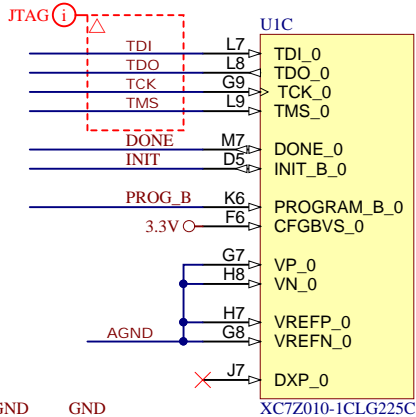 JTAG i
U1C
TDI L7 TDI_0
TDO L8 TDO_0
TCK G9 TCK_0
TMS L9 TMS_0
DONE M7 DONE_0
INIT D5 INIT_B_0
PROG_B K6 PROGRAM_B_0
3.3V F6 CFGBVS_0
G7 VP_0
H8 VN_0
H7 VREFP_0
AGND G8 VREFN_0
J7 DXP_0
GND GND XC7Z010-1CLG225C